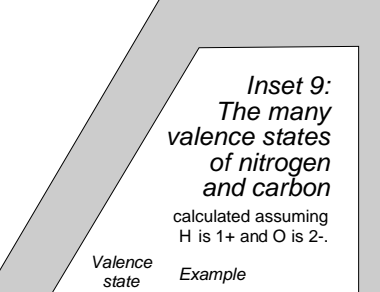 Inset 9:
The many
valence states
of nitrogen
and carbon
calculated assuming
H is 1+ and O is 2-.
Valence
state
Example